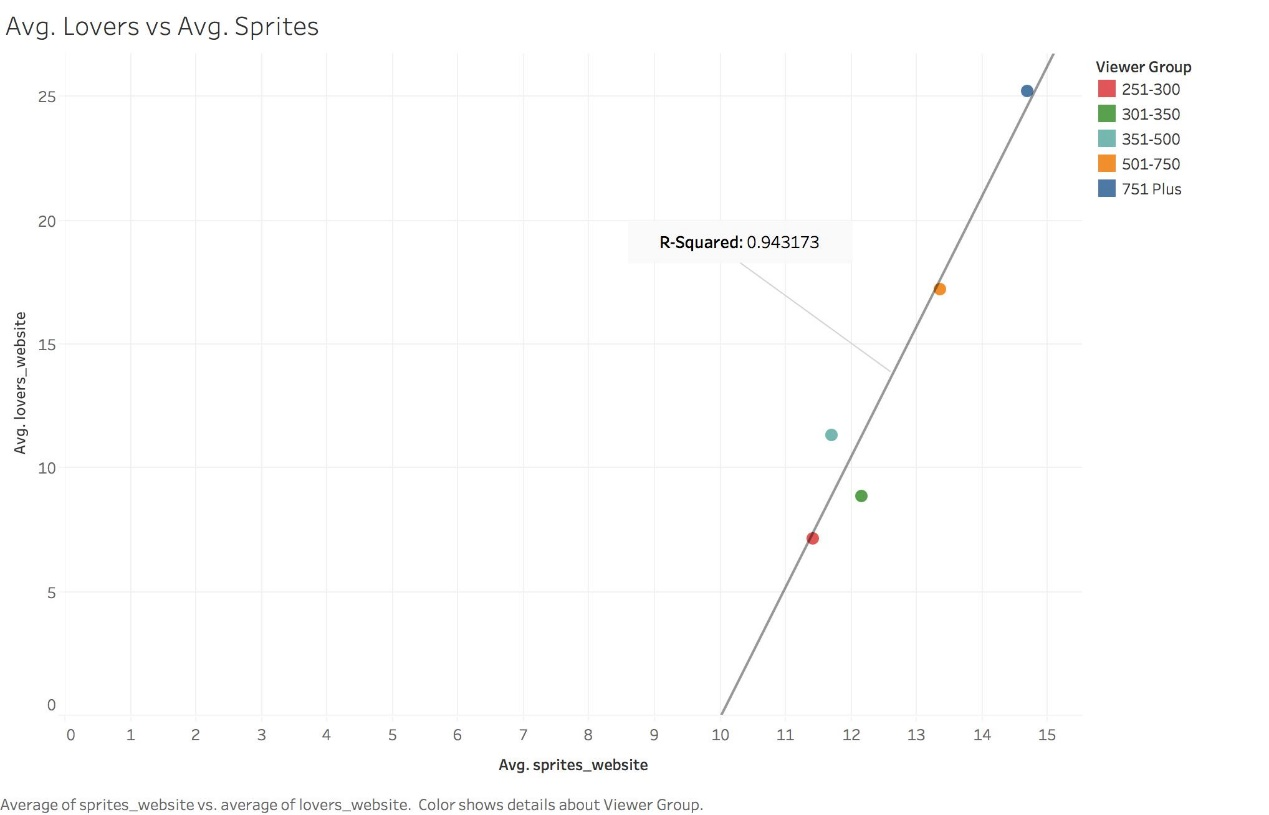 Avg. Lovers vs Avg. Sprites
Viewer Group
251-300
301-350
351-500
501-750
751 Plus
R-Squared: 0.943173
Avg. lovers_website
25
20
15
10
5
0
0 1 2 3 4 5 6 7 8 9 10 11 12 13 14 15
Avg. sprites_website
Average of sprites_website vs. average of lovers_website. Color shows details about Viewer Group.